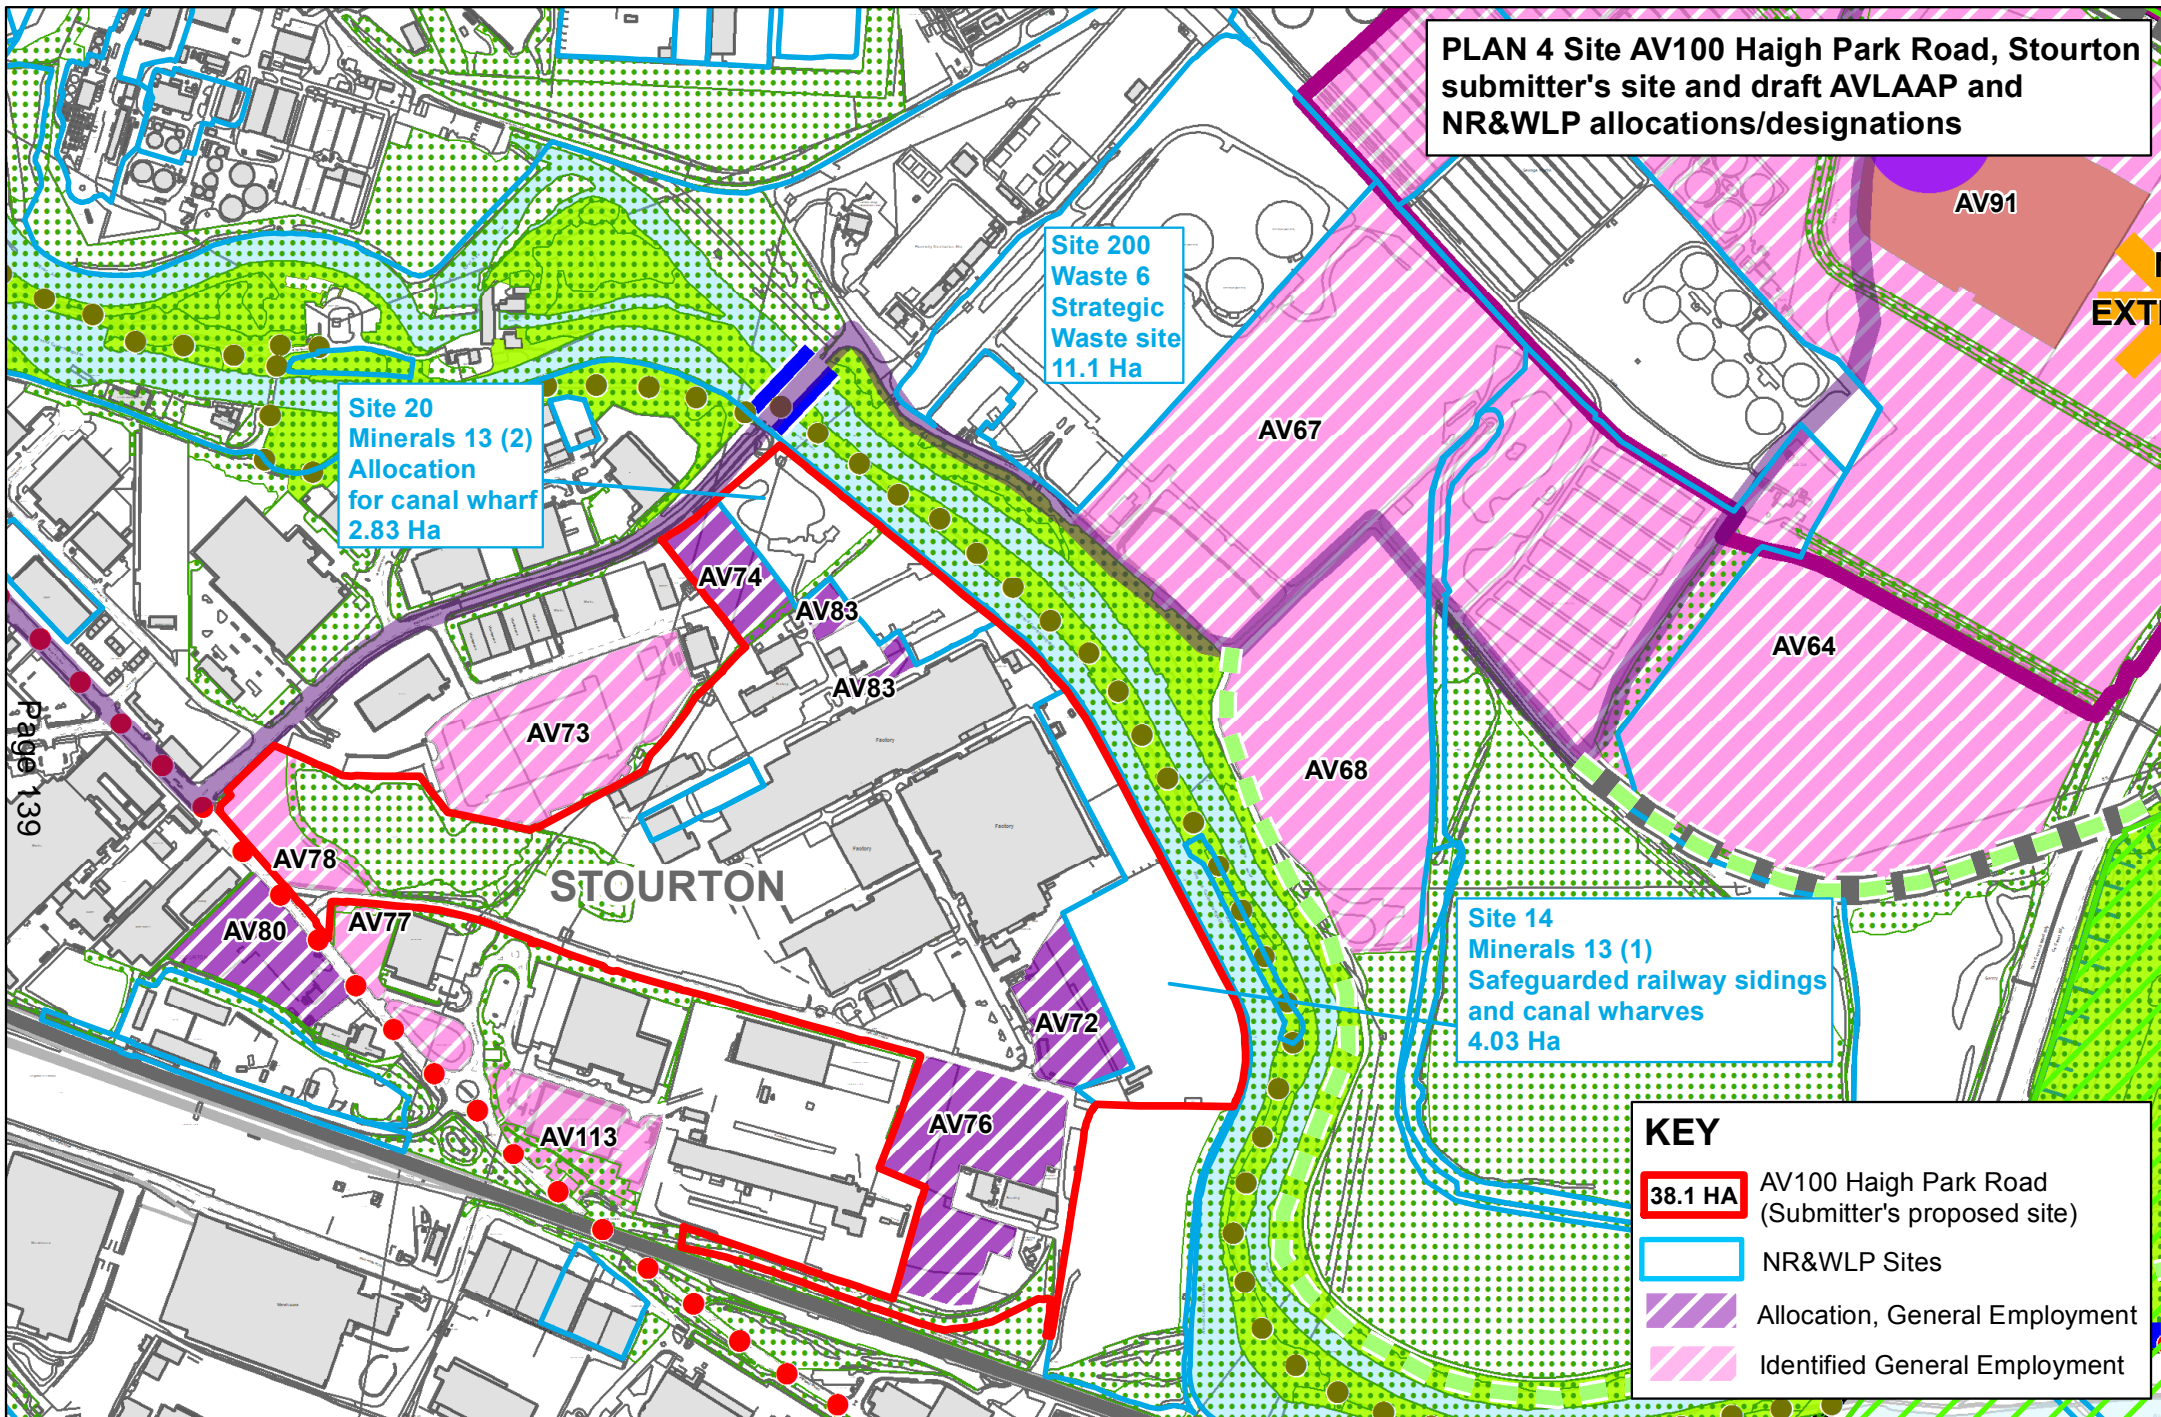 PLAN 4 Site AV100 Haigh Park Road, Stourton
submitter's site and draft AVLAAP and
NR&WLP allocations/designations
AV91
EXT
Site 200
Waste 6
Strategic
Waste site
11.1 Ha
Site 20
Minerals 13 (2)
Allocation
for canal wharf
2.83 Ha
AV67
AV74
AV83
AV83
AV64
AV73
AV68
Page 139
Factory
Factory
Factory
AV78
STOURTON
AV77
AV80
Site 14
Minerals 13 (1)
Safeguarded railway sidings
and canal wharves
4.03 Ha
AV72
AV76
AV113
KEY
38.1 HA
AV100 Haigh Park Road
(Submitter's proposed site)
NR&WLP Sites
Allocation, General Employment
Identified General Employment